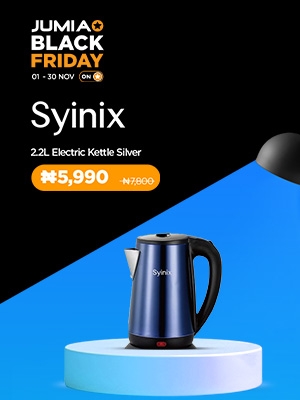 JUMIA
BLACK
FRIDAY
01 - 30 NOV ON
Syinix
2.2L Electric Kettle Silver
₦5,990 ₦7,800
Syinix